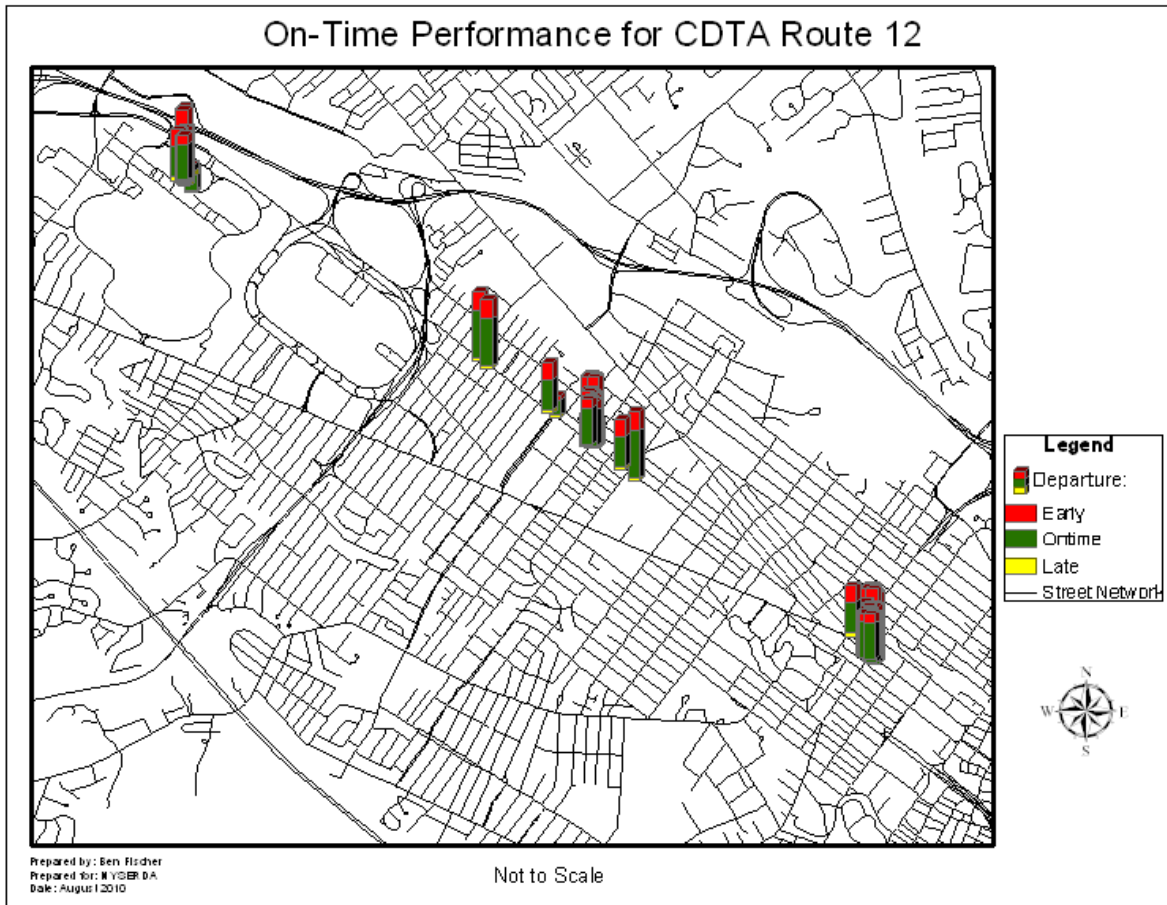 On-Time Performance for CDTA Route 12
Legend
Departure:
Early
Ontime
Late
Street Network
N
W E
S
Prepared by: Ben Fischer
Prepared for: NYSERDA
Date: August 2010
Not to Scale